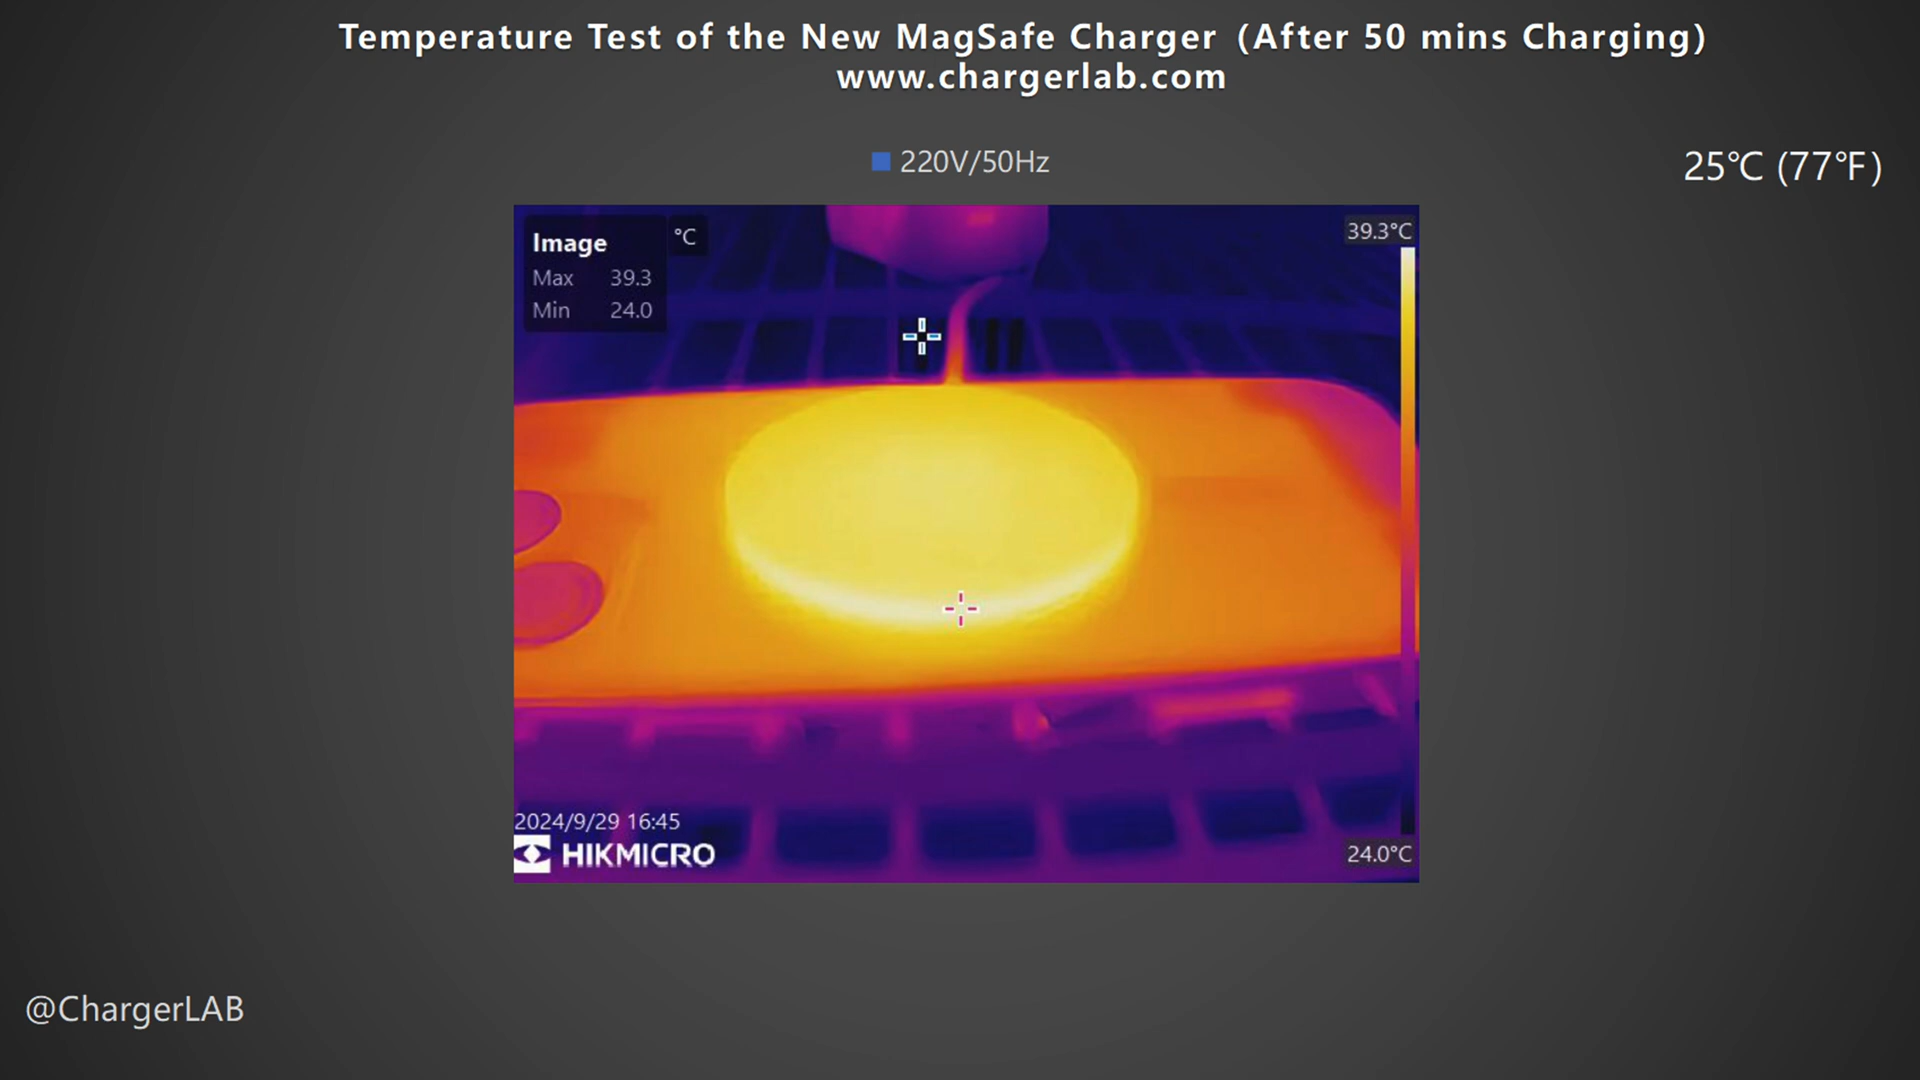 Temperature Test of the New MagSafe Charger (After 50 mins Charging)
www.chargerlab.com
220V/50Hz
25℃ (77℉)
Image
℃
Max 39.3
Min 24.0
39.3℃
2024/9/29 16:45
HIKMICRO
24.0℃
@ChargerLAB